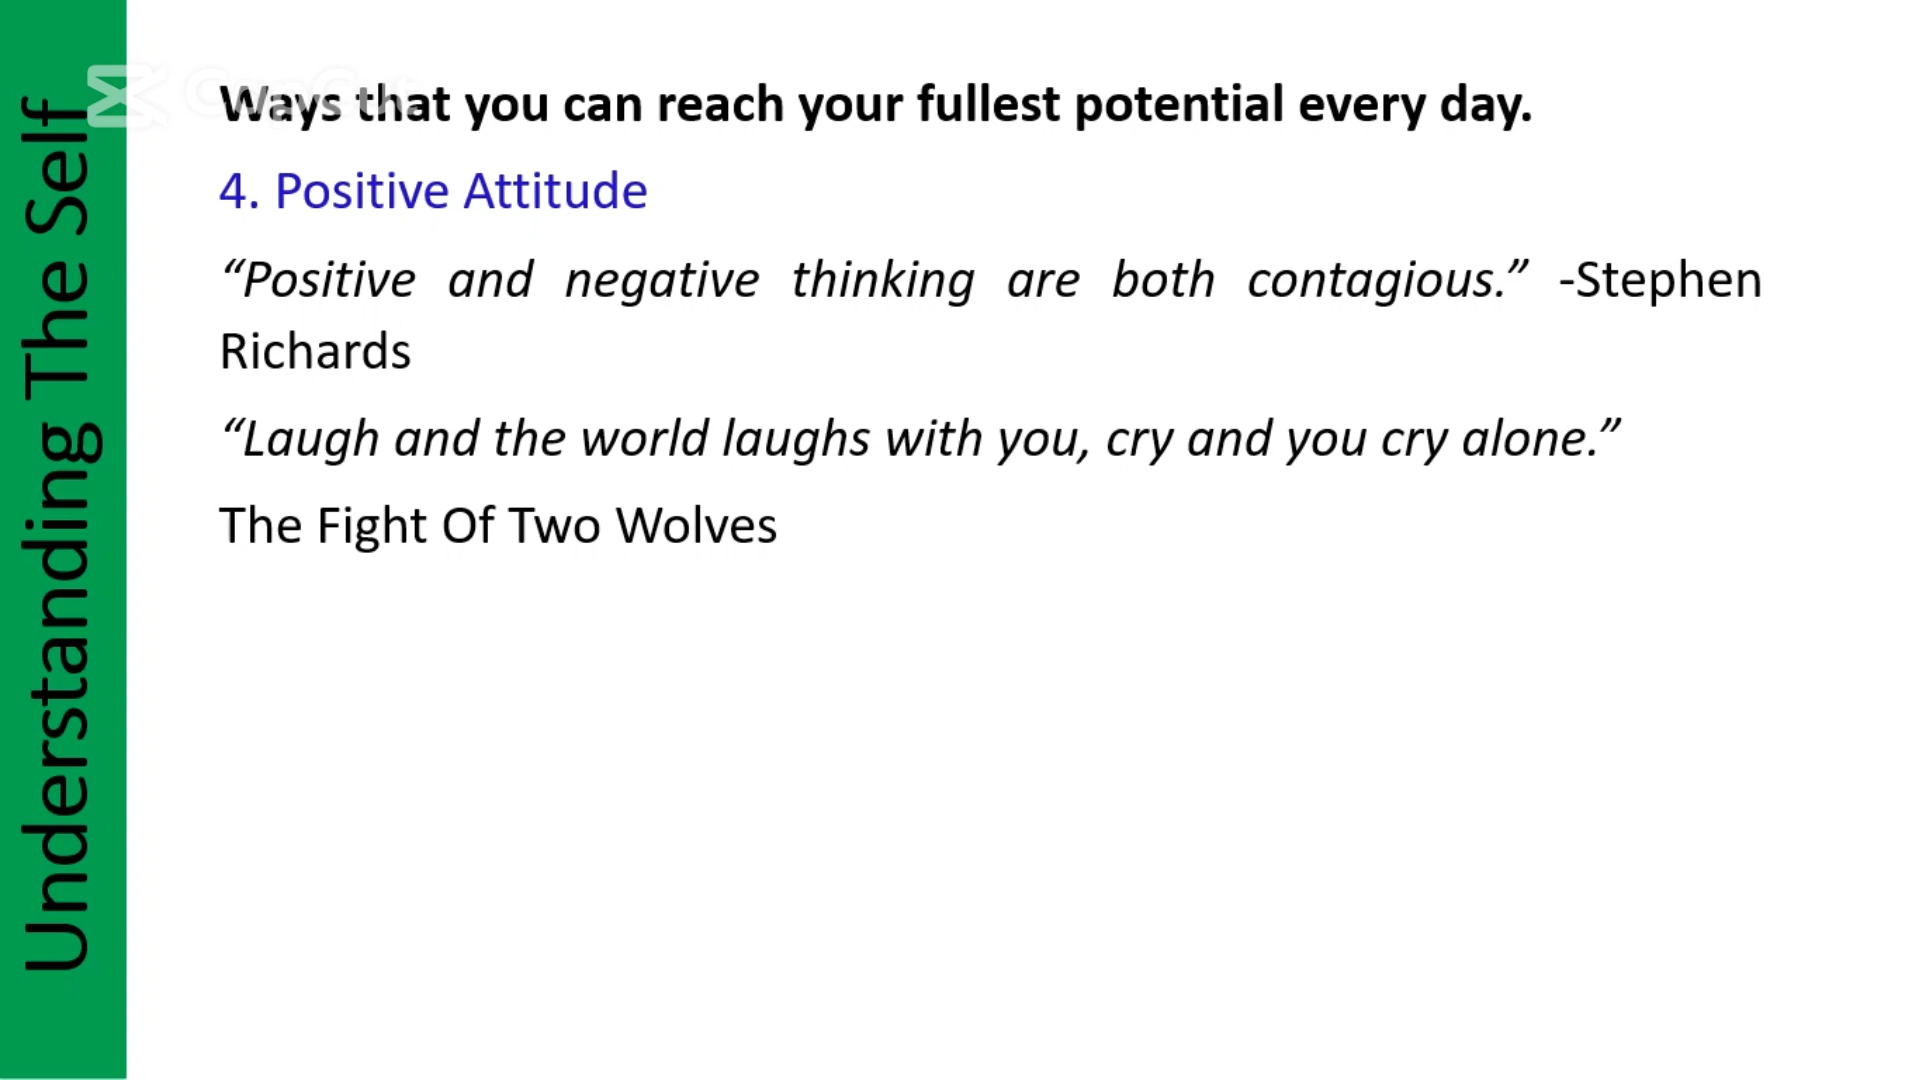 Understanding The Self
CapCut
Ways that you can reach your fullest potential every day.
4. Positive Attitude
“Positive and negative thinking are both contagious.” -Stephen
Richards
“Laugh and the world laughs with you, cry and you cry alone.”
The Fight Of Two Wolves